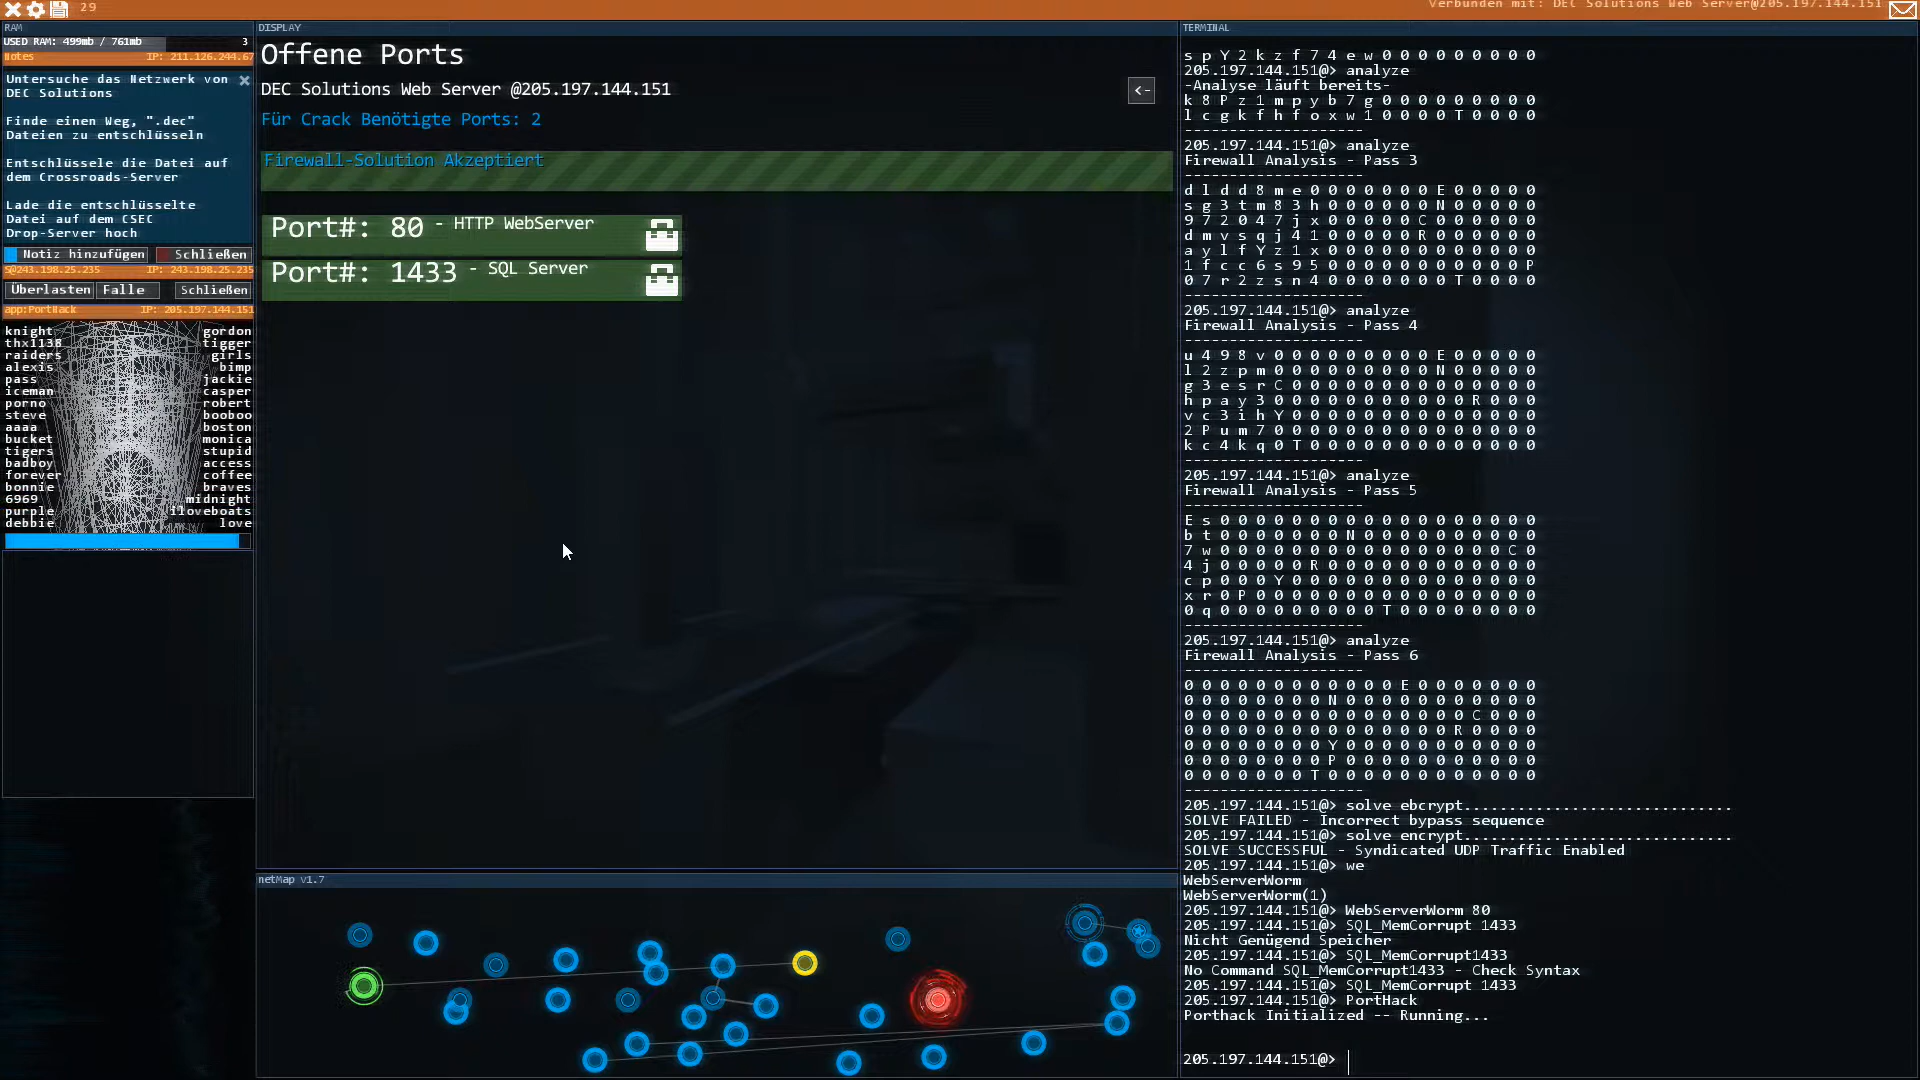 29
Verbunden mit: DEC Solutions Web Server@205.197.144.151
RAM
USED RAM: 499mb / 761mb 3
Notes IP: 211.126.244.67
Untersuche das Netzwerk von
DEC Solutions
Finde einen Weg, ".dec"
Dateien zu entschlüsseln
Entschlüssele die Datei auf
dem Crossroads-Server
Lade die entschlüsselte
Datei auf dem CSEC
Drop-Server hoch
Notiz hinzufügen Schließen
S@243.198.25.235 IP: 243.198.25.235
Überlasten Falle Schließen
app:PortHack IP: 205.197.144.151
knight gordon
thx1138 tigger
raiders girls
alexis bimp
pass jackie
iceman casper
porno robert
steve booboo
aaaa boston
bucket monica
tigers stupid
badboy access
forever coffee
bonnie braves
6969 midnight
purple iloveboats
debbie love
DISPLAY
Offene Ports
DEC Solutions Web Server @205.197.144.151
<-
Für Crack Benötigte Ports: 2
Firewall-Solution Akzeptiert
Port#: 80 - HTTP WebServer
Port#: 1433 - SQL Server
netMap v1.7
TERMINAL
s p Y 2 k z f 7 4 e w 0 0 0 0 0 0 0 0 0
205.197.144.151@> analyze
-Analyse läuft bereits-
k 8 P z 1 m p y b 7 g 0 0 0 0 0 0 0 0 0
l c g k f h f o x w 1 0 0 0 0 T 0 0 0 0
--------------------
205.197.144.151@> analyze
Firewall Analysis - Pass 3
--------------------
d l d d 8 m e 0 0 0 0 0 0 0 E 0 0 0 0 0
s g 3 t m 8 3 h 0 0 0 0 0 0 N 0 0 0 0 0
9 7 2 0 4 7 j x 0 0 0 0 0 C 0 0 0 0 0 0
d m v s q j 4 1 0 0 0 0 0 R 0 0 0 0 0 0
a y l f Y z 1 x 0 0 0 0 0 0 0 0 0 0 0 0
1 f c c 6 s 9 5 0 0 0 0 0 0 0 0 0 0 0 P
0 7 r 2 z s n 4 0 0 0 0 0 0 0 T 0 0 0 0
--------------------
205.197.144.151@> analyze
Firewall Analysis - Pass 4
--------------------
u 4 9 8 v 0 0 0 0 0 0 0 0 0 E 0 0 0 0 0
l 2 z p m 0 0 0 0 0 0 0 0 0 N 0 0 0 0 0
g 3 e s r C 0 0 0 0 0 0 0 0 0 0 0 0 0 0
h p a y 3 0 0 0 0 0 0 0 0 0 0 0 R 0 0 0
v c 3 i h Y 0 0 0 0 0 0 0 0 0 0 0 0 0 0
2 P u m 7 0 0 0 0 0 0 0 0 0 0 0 0 0 0 0
k c 4 k q 0 T 0 0 0 0 0 0 0 0 0 0 0 0 0
--------------------
205.197.144.151@> analyze
Firewall Analysis - Pass 5
--------------------
E s 0 0 0 0 0 0 0 0 0 0 0 0 0 0 0 0 0 0
b t 0 0 0 0 0 0 0 N 0 0 0 0 0 0 0 0 0 0
7 w 0 0 0 0 0 0 0 0 0 0 0 0 0 0 0 0 C 0
4 j 0 0 0 0 0 R 0 0 0 0 0 0 0 0 0 0 0 0
c p 0 0 0 Y 0 0 0 0 0 0 0 0 0 0 0 0 0 0
x r 0 P 0 0 0 0 0 0 0 0 0 0 0 0 0 0 0 0
0 q 0 0 0 0 0 0 0 0 0 T 0 0 0 0 0 0 0 0
--------------------
205.197.144.151@> analyze
Firewall Analysis - Pass 6
--------------------
0 0 0 0 0 0 0 0 0 0 0 0 E 0 0 0 0 0 0 0
0 0 0 0 0 0 0 0 N 0 0 0 0 0 0 0 0 0 0 0
0 0 0 0 0 0 0 0 0 0 0 0 0 0 0 0 C 0 0 0
0 0 0 0 0 0 0 0 0 0 0 0 0 0 0 R 0 0 0 0
0 0 0 0 0 0 0 0 Y 0 0 0 0 0 0 0 0 0 0 0
0 0 0 0 0 0 0 0 P 0 0 0 0 0 0 0 0 0 0 0
0 0 0 0 0 0 0 T 0 0 0 0 0 0 0 0 0 0 0 0
--------------------
205.197.144.151@> solve ebcrypt..............................
SOLVE FAILED - Incorrect bypass sequence
205.197.144.151@> solve encrypt..............................
SOLVE SUCCESSFUL - Syndicated UDP Traffic Enabled
205.197.144.151@> we
WebServerWorm
WebServerWorm(1)
205.197.144.151@> WebServerWorm 80
205.197.144.151@> SQL_MemCorrupt 1433
Nicht Genügend Speicher
205.197.144.151@> SQL_MemCorrupt1433
No Command SQL_MemCorrupt1433 - Check Syntax
205.197.144.151@> SQL_MemCorrupt 1433
205.197.144.151@> PortHack
Porthack Initialized -- Running...
205.197.144.151@>